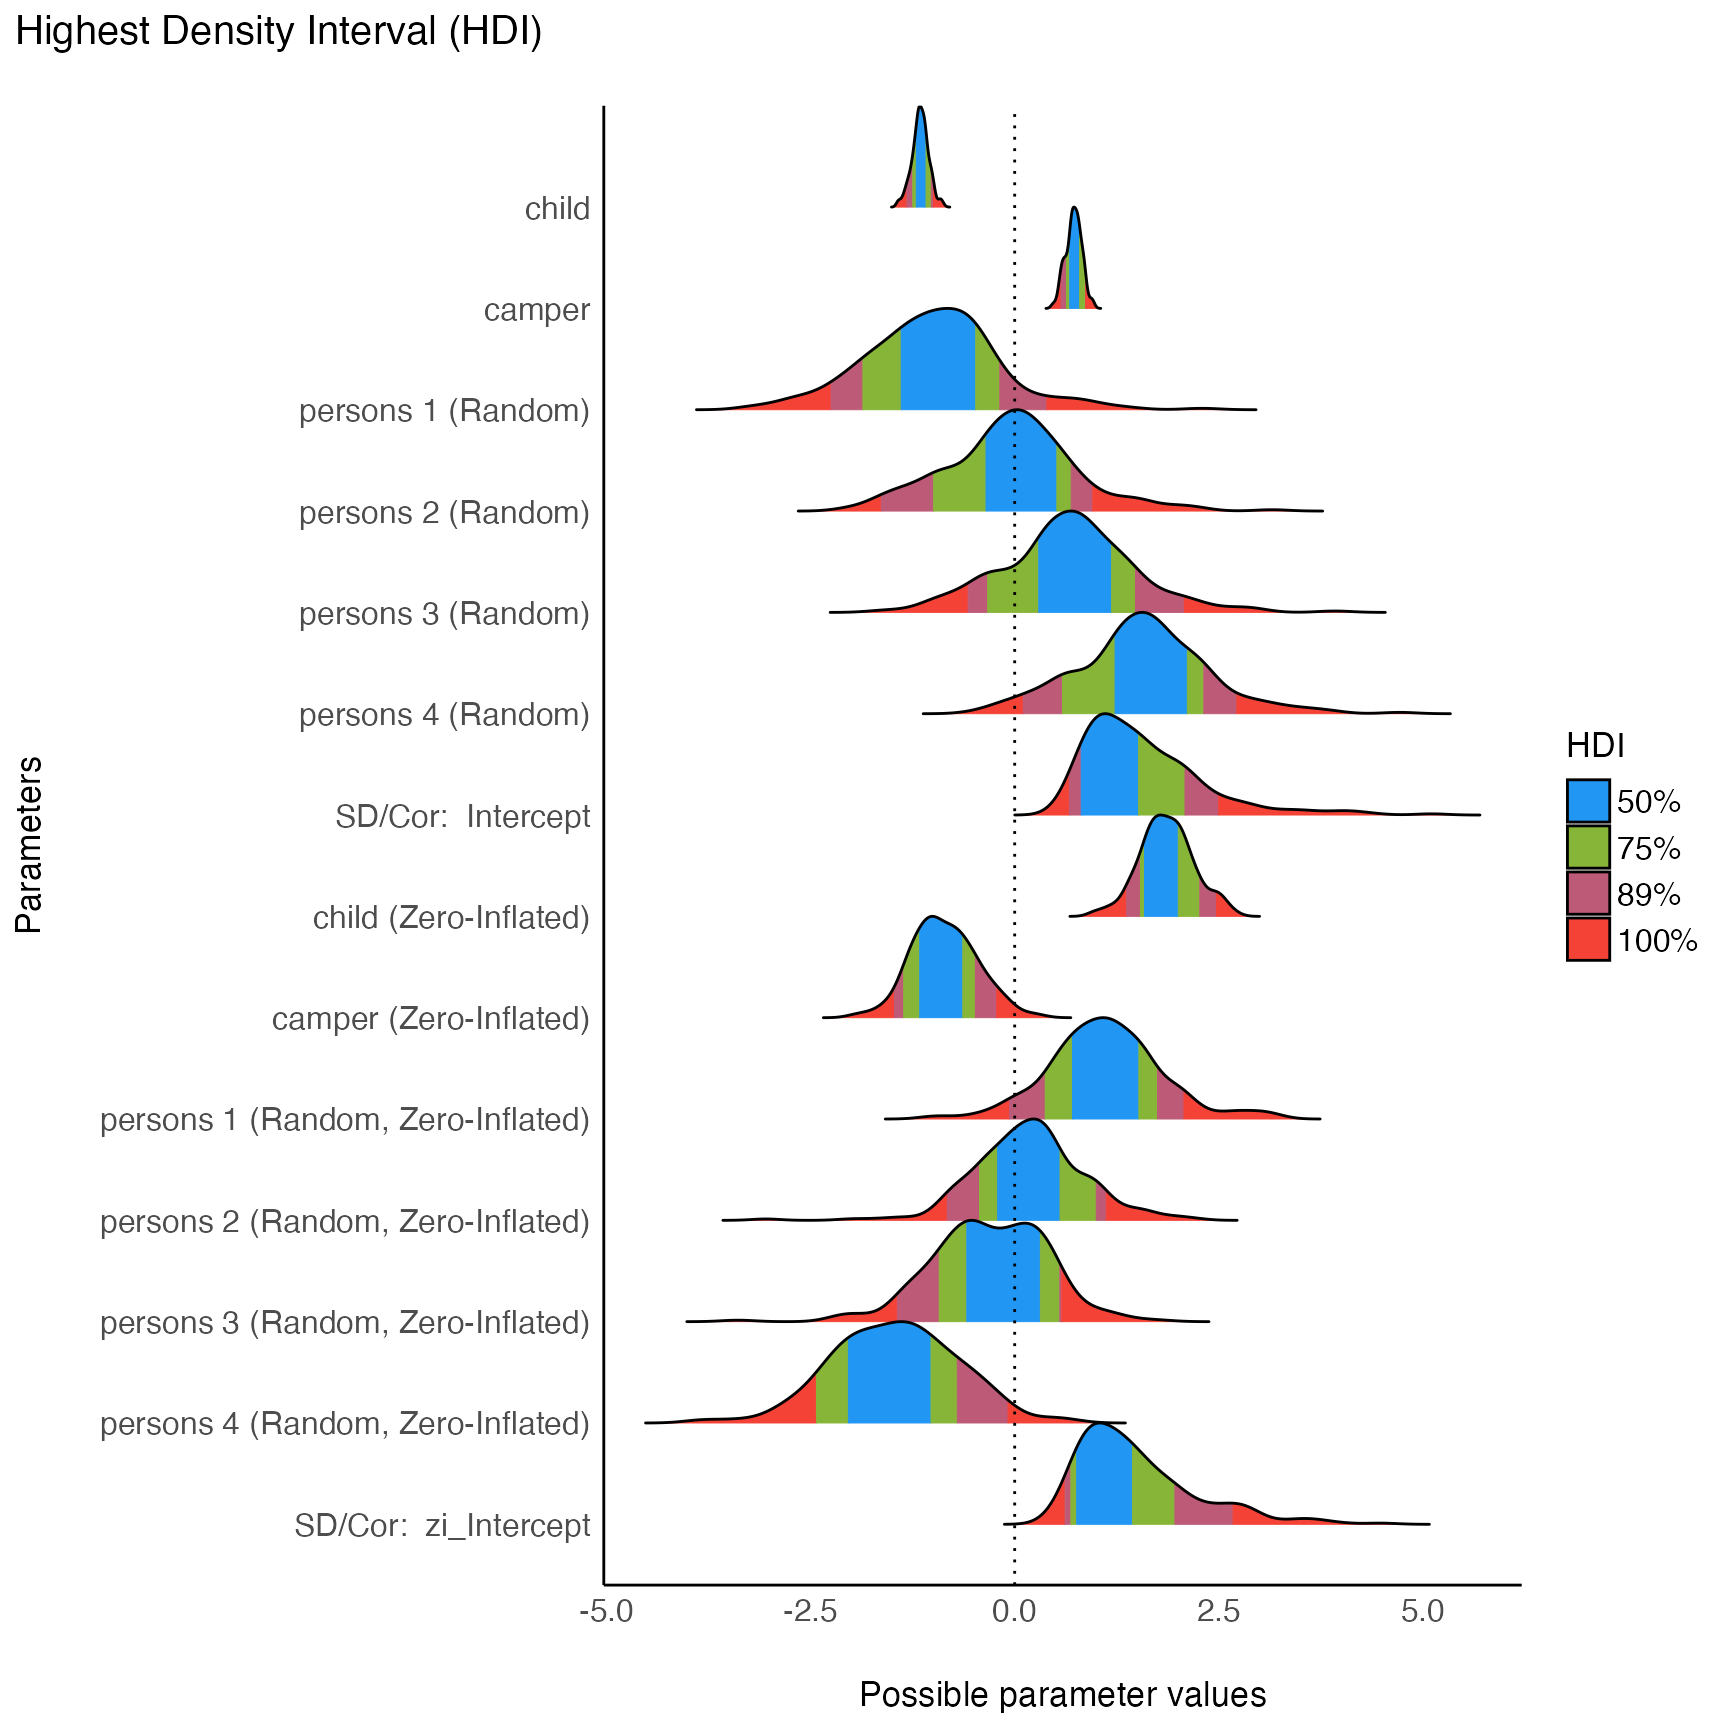 Highest Density Interval (HDI)
child
camper
persons 1 (Random)
persons 2 (Random)
persons 3 (Random)
persons 4 (Random)
SD/Cor:  Intercept
child (Zero-Inflated)
camper (Zero-Inflated)
persons 1 (Random, Zero-Inflated)
persons 2 (Random, Zero-Inflated)
persons 3 (Random, Zero-Inflated)
persons 4 (Random, Zero-Inflated)
SD/Cor:  zi_Intercept
Parameters
-5.0
-2.5
0.0
2.5
5.0
Possible parameter values
HDI
50%
75%
89%
100%